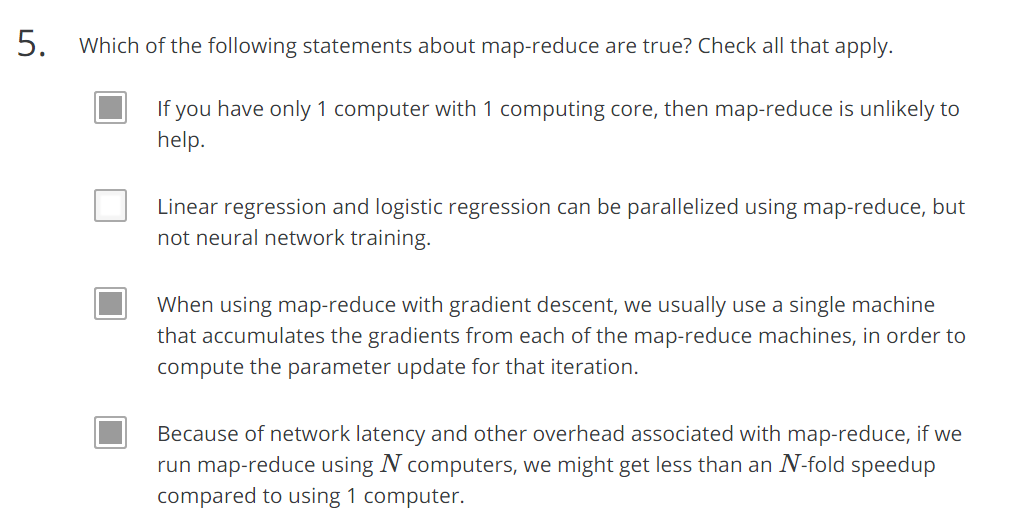 5. Which of the following statements about map-reduce are true? Check all that apply.
If you have only 1 computer with 1 computing core, then map-reduce is unlikely to
help.
Linear regression and logistic regression can be parallelized using map-reduce, but
not neural network training.
When using map-reduce with gradient descent, we usually use a single machine
that accumulates the gradients from each of the map-reduce machines, in order to
compute the parameter update for that iteration.
Because of network latency and other overhead associated with map-reduce, if we
run map-reduce using N computers, we might get less than an N-fold speedup
compared to using 1 computer.